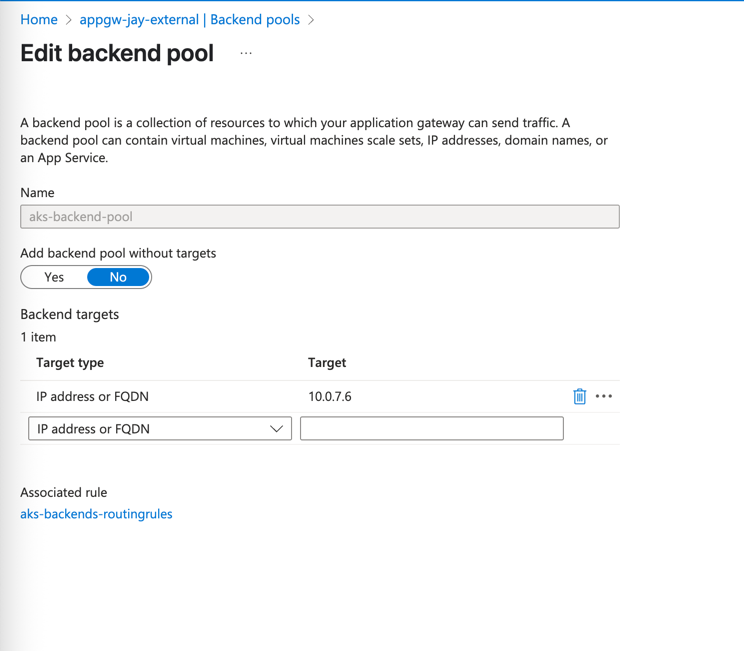 Home > appgw-jay-external | Backend pools >
Edit backend pool ...
A backend pool is a collection of resources to which your application gateway can send traffic. A
backend pool can contain virtual machines, virtual machines scale sets, IP addresses, domain names, or
an App Service.
Name
aks-backend-pool
Add backend pool without targets
Yes No
Backend targets
1 item
Target type Target
IP address or FQDN 10.0.7.6
IP address or FQDN
Associated rule
aks-backends-routingrules